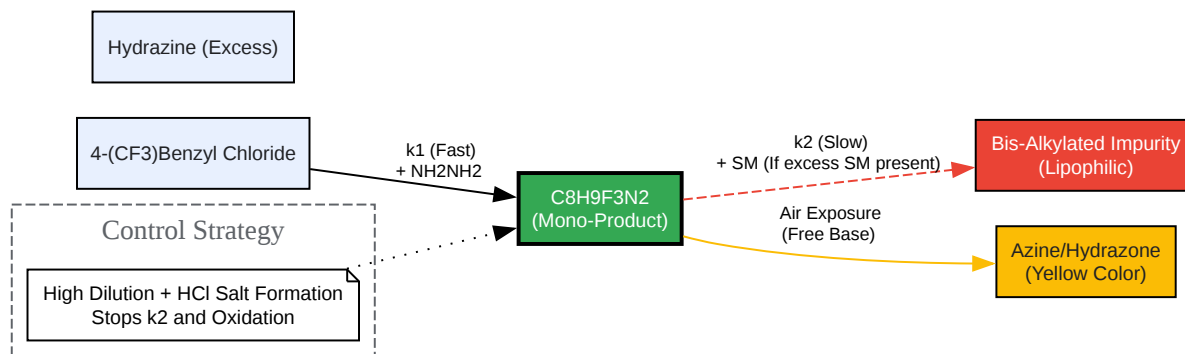 Hydrazine (Excess)
4-(CF3)Benzyl Chloride
k1 (Fast)
+ NH2NH2
C8H9F3N2
(Mono-Product)
k2 (Slow)
+ SM (If excess SM present)
Bis-Alkylated Impurity
(Lipophilic)
Air Exposure
(Free Base)
Azine/Hydrazone
(Yellow Color)
Control Strategy
High Dilution + HCl Salt Formation
Stops k2 and Oxidation